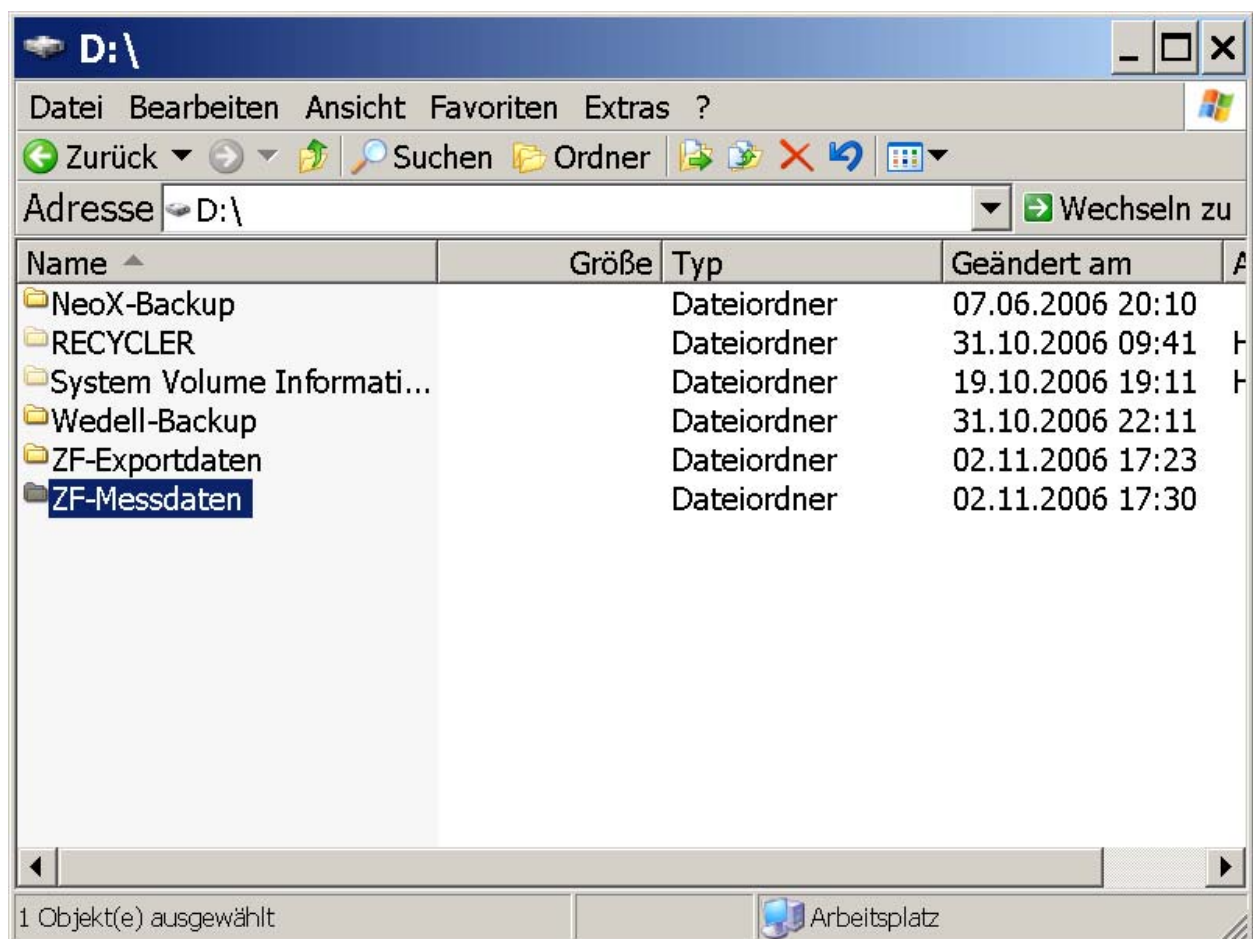 D:\
Datei Bearbeiten Ansicht Favoriten Extras ?
Zurück Suchen Ordner
Adresse D:\ Wechseln zu
Name Größe Typ Geändert am
NeoX-Backup Dateiordner 07.06.2006 20:10
RECYCLER Dateiordner 31.10.2006 09:41 H
System Volume Informati... Dateiordner 19.10.2006 19:11 H
Wedell-Backup Dateiordner 31.10.2006 22:11
ZF-Exportdaten Dateiordner 02.11.2006 17:23
ZF-Messdaten Dateiordner 02.11.2006 17:30
1 Objekt(e) ausgewählt Arbeitsplatz